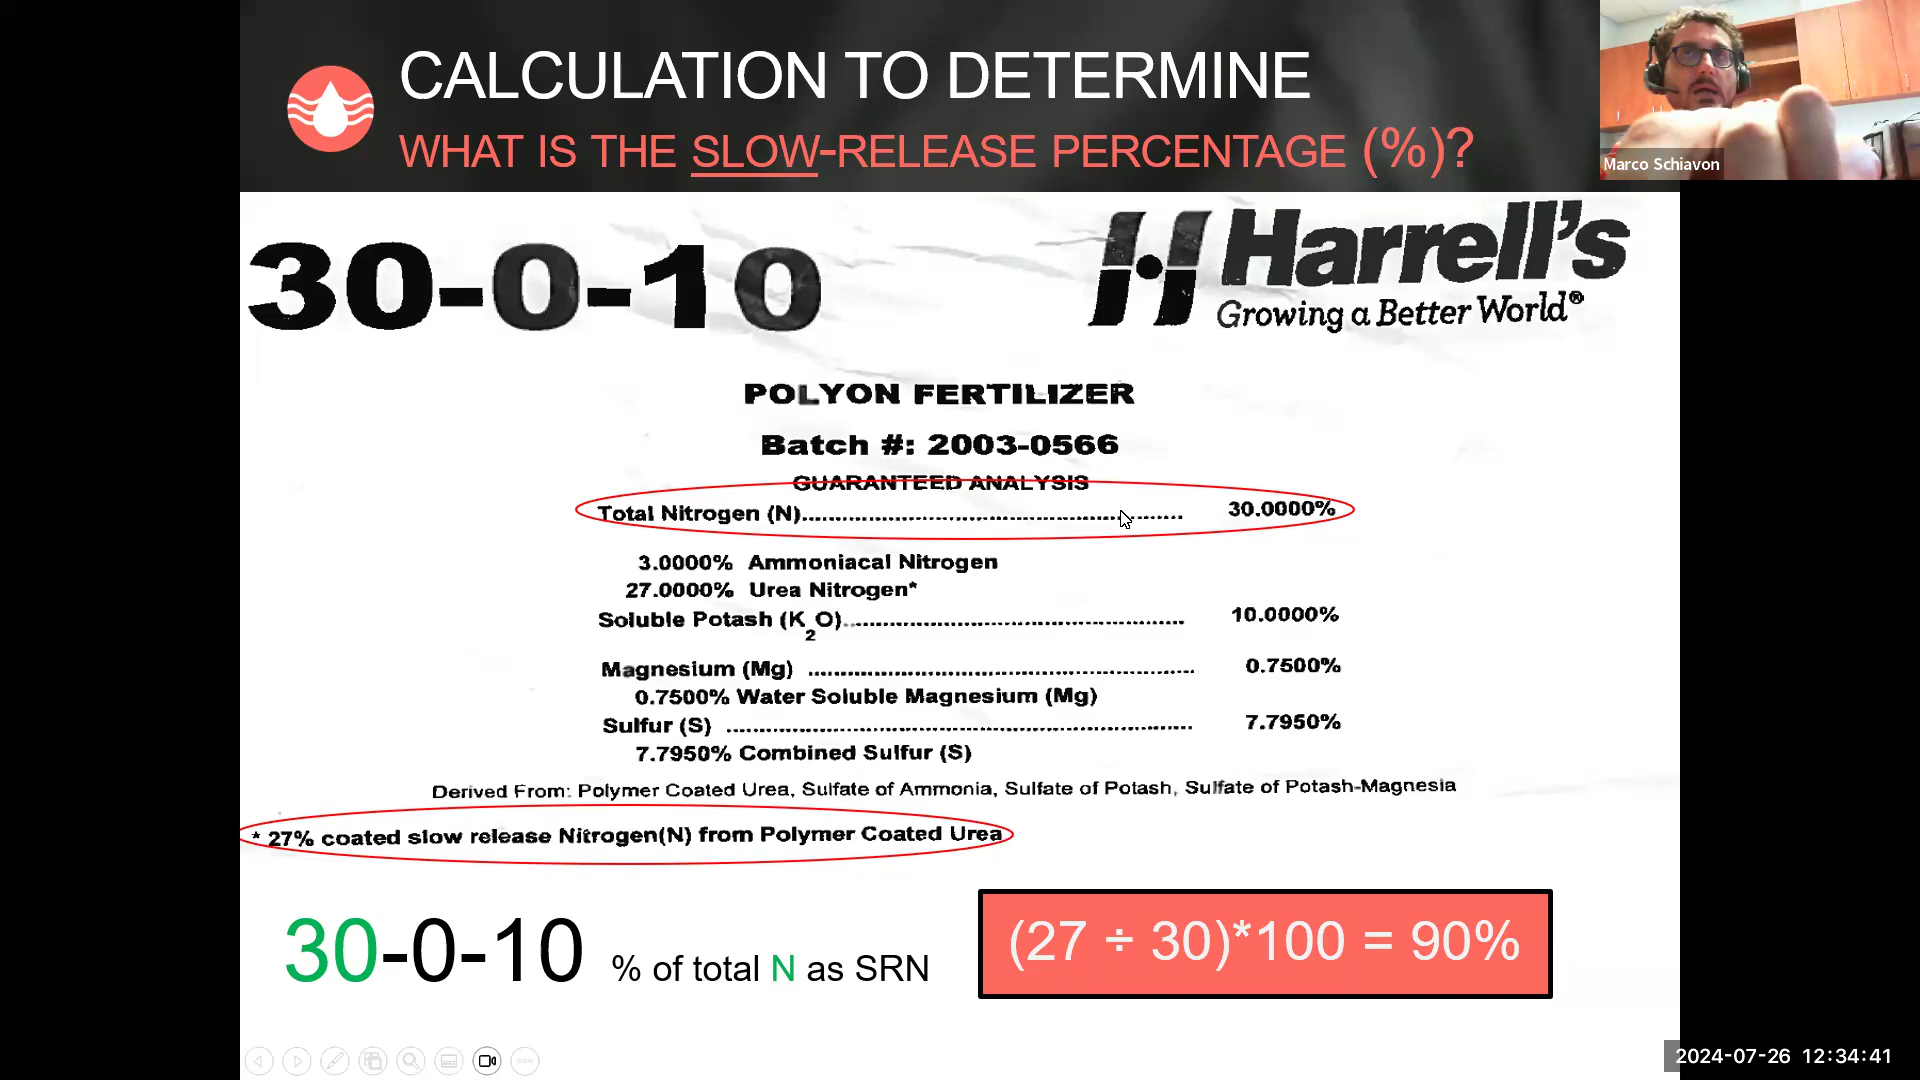 CALCULATION TO DETERMINE
WHAT IS THE SLOW-RELEASE PERCENTAGE (%)?
Marco Schiavon
30-0-10
Harrell's
Growing a Better World®
POLYON FERTILIZER
Batch #: 2003-0566
GUARANTEED ANALYSIS
Total Nitrogen (N)........................................................ 30.0000%
3.0000% Ammoniacal Nitrogen
27.0000% Urea Nitrogen*
Soluble Potash (K2O)................................................... 10.0000%
Magnesium (Mg) ......................................................... 0.7500%
0.7500% Water Soluble Magnesium (Mg)
Sulfur (S) ..................................................................... 7.7950%
7.7950% Combined Sulfur (S)
Derived From: Polymer Coated Urea, Sulfate of Ammonia, Sulfate of Potash, Sulfate of Potash-Magnesia
* 27% coated slow release Nitrogen(N) from Polymer Coated Urea
30-0-10 % of total N as SRN
(27 ÷ 30)*100 = 90%
2024-07-26 12:34:41